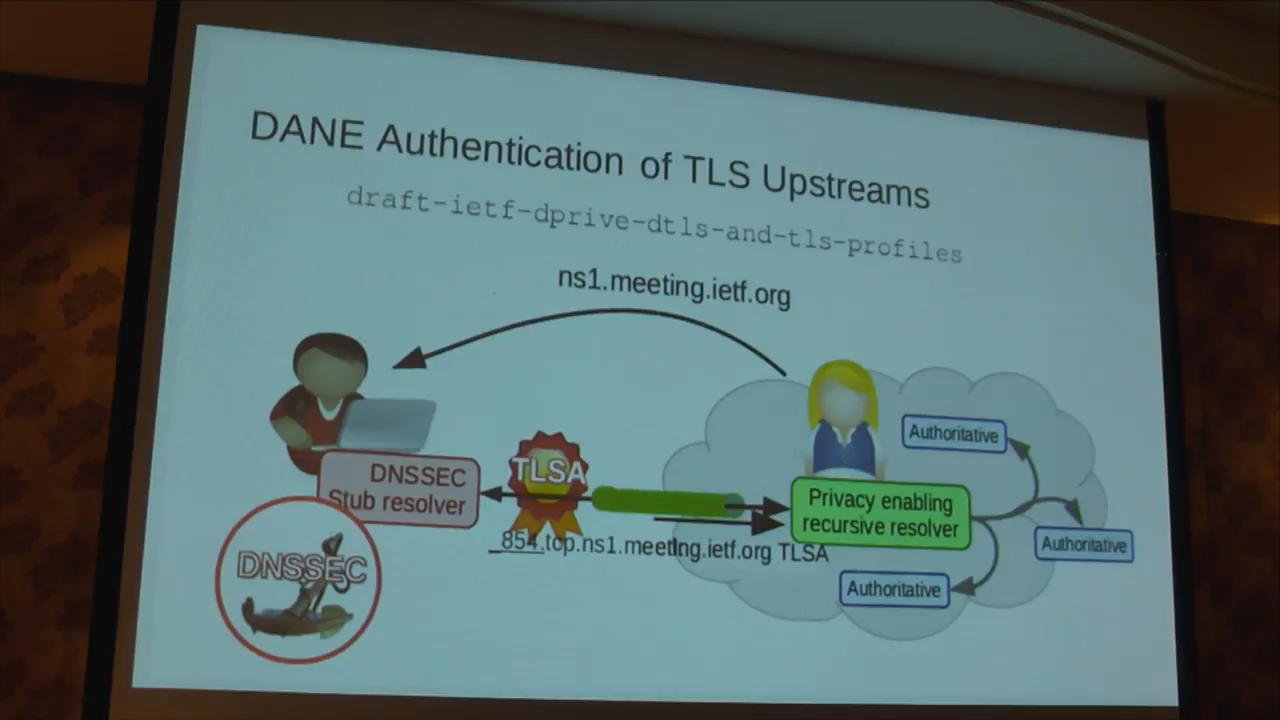 DANE Authentication of TLS Upstreams
draft-ietf-dprive-dtls-and-tls-profiles
ns1.meeting.ietf.org
Authoritative
TLSA
DNSSEC
Stub resolver
Privacy enabling
recursive resolver
_854.tcp.ns1.meeting.ietf.org TLSA
Authoritative
DNSSEC
Authoritative